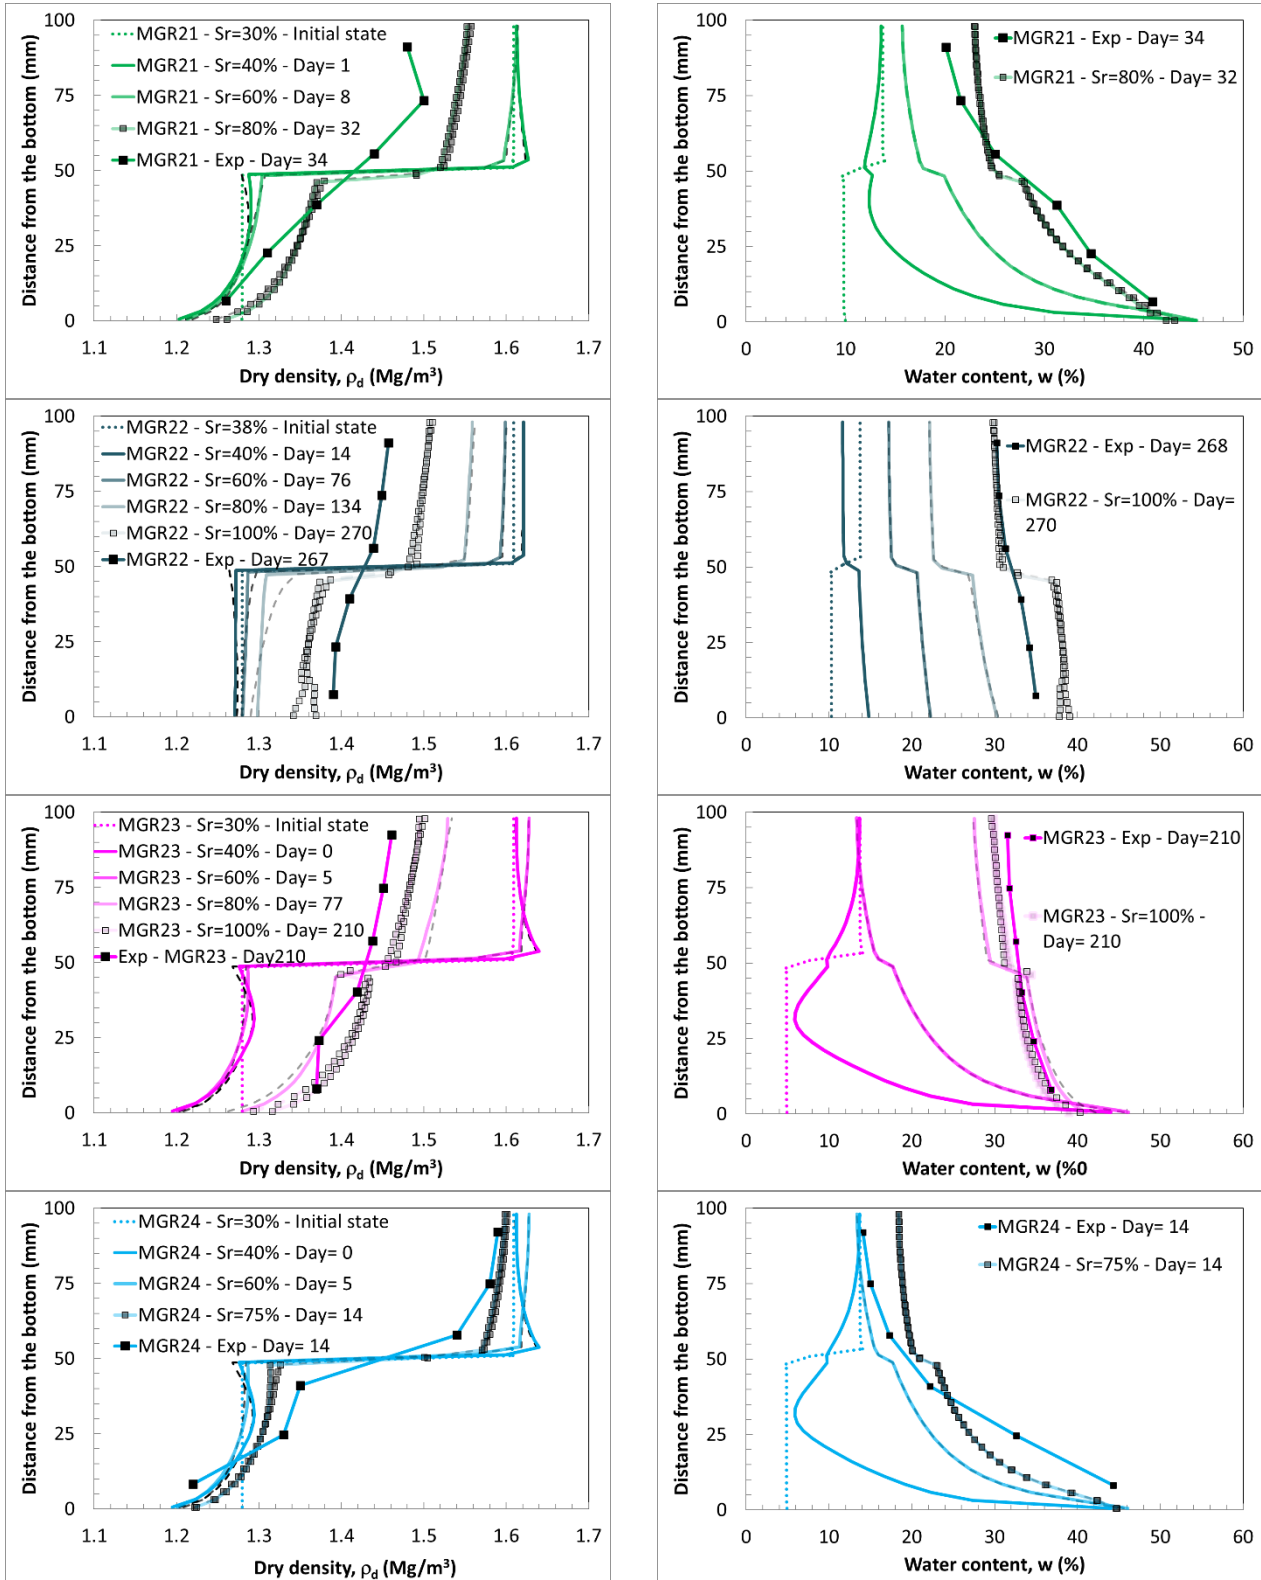 100
75
50
25
0
Distance from the bottom (mm)
MGR21 - Sr=30% - Initial state
MGR21 - Sr=40% - Day= 1
MGR21 - Sr=60% - Day= 8
MGR21 - Sr=80% - Day= 32
MGR21 - Exp - Day= 34
1.1 1.2 1.3 1.4 1.5 1.6 1.7
Dry density, ρd (Mg/m³)
100
75
50
25
0
Distance from the bottom (mm)
MGR21 - Exp - Day= 34
MGR21 - Sr=80% - Day= 32
0 10 20 30 40 50
Water content, w (%)
100
75
50
25
0
Distance from the bottom (mm)
MGR22 - Sr=38% - Initial state
MGR22 - Sr=40% - Day= 14
MGR22 - Sr=60% - Day= 76
MGR22 - Sr=80% - Day= 134
MGR22 - Sr=100% - Day= 270
MGR22 - Exp - Day= 267
1.1 1.2 1.3 1.4 1.5 1.6 1.7
Dry density, ρd (Mg/m³)
100
75
50
25
0
Distance from the bottom (mm)
MGR22 - Exp - Day= 268
MGR22 - Sr=100% - Day=
270
0 10 20 30 40 50 60
Water content, w (%)
100
75
50
25
0
Distance from the bottom (mm)
MGR23 - Sr=30% - Initial state
MGR23 - Sr=40% - Day= 0
MGR23 - Sr=60% - Day= 5
MGR23 - Sr=80% - Day= 77
MGR23 - Sr=100% - Day= 210
Exp - MGR23 - Day210
1.1 1.2 1.3 1.4 1.5 1.6 1.7
Dry density, ρd (Mg/m³)
100
75
50
25
0
Distance from the bottom (mm)
MGR23 - Exp - Day=210
MGR23 - Sr=100% -
Day= 210
0 10 20 30 40 50 60
Water content, w (%0
100
75
50
25
0
Distance from the bottom (mm)
MGR24 - Sr=30% - Initial state
MGR24 - Sr=40% - Day= 0
MGR24 - Sr=60% - Day= 5
MGR24 - Sr=75% - Day= 14
MGR24 - Exp - Day= 14
1.1 1.2 1.3 1.4 1.5 1.6 1.7
Dry density, ρd (Mg/m³)
100
75
50
25
0
Distance from the bottom (mm)
MGR24 - Exp - Day= 14
MGR24 - Sr=75% - Day= 14
0 10 20 30 40 50 60
Water content, w (%)